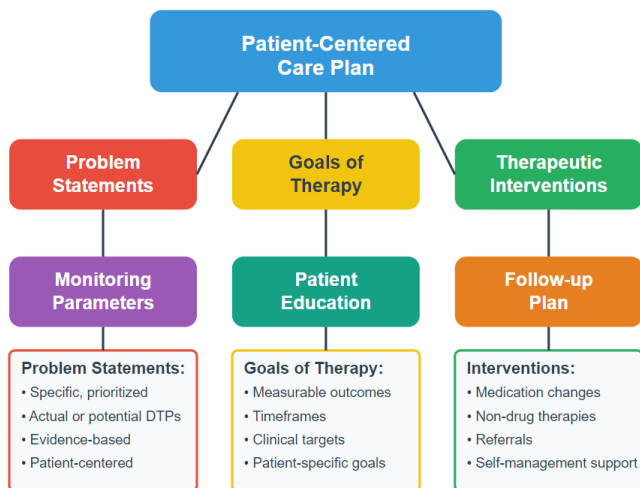 Patient-Centered
Care Plan
Problem
Statements
Goals of
Therapy
Therapeutic
Interventions
Monitoring
Parameters
Patient
Education
Follow-up
Plan
Problem Statements:
• Specific, prioritized
• Actual or potential DTPs
• Evidence-based
• Patient-centered
Goals of Therapy:
• Measurable outcomes
• Timeframes
• Clinical targets
• Patient-specific goals
Interventions:
• Medication changes
• Non-drug therapies
• Referrals
• Self-management support